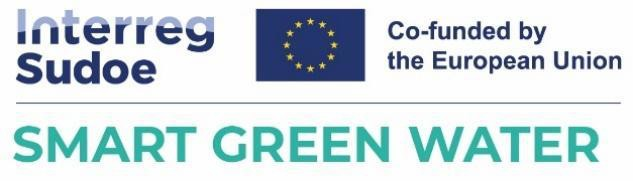 Interreg
Sudoe
Co-funded by
the European Union
SMART GREEN WATER